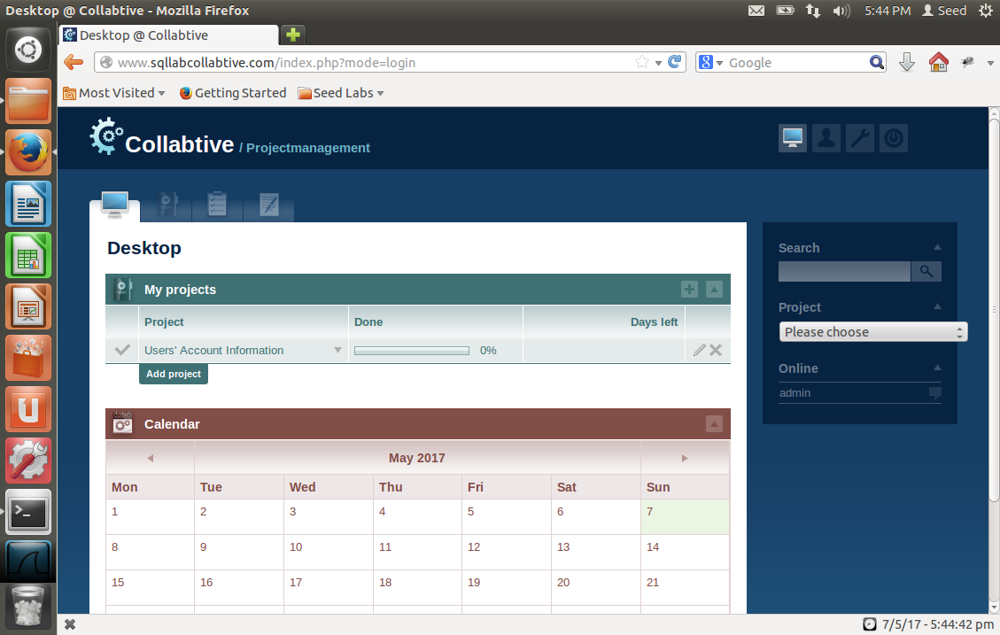 Desktop @ Collabtive - Mozilla Firefox
5:44 PM Seed
Desktop @ Collabtive
www.sqllabcollabtive.com/index.php?mode=login
8 Google
Most Visited Getting Started Seed Labs
Collabtive / Projectmanagement
Desktop
My projects
Project Done Days left
Users' Account Information 0%
Add project
Calendar
May 2017
Mon Tue Wed Thu Fri Sat Sun
1 2 3 4 5 6 7
8 9 10 11 12 13 14
15 16 17 18 19 20 21
Search
Project
Please choose
Online
admin
7/5/17 - 5:44:42 pm